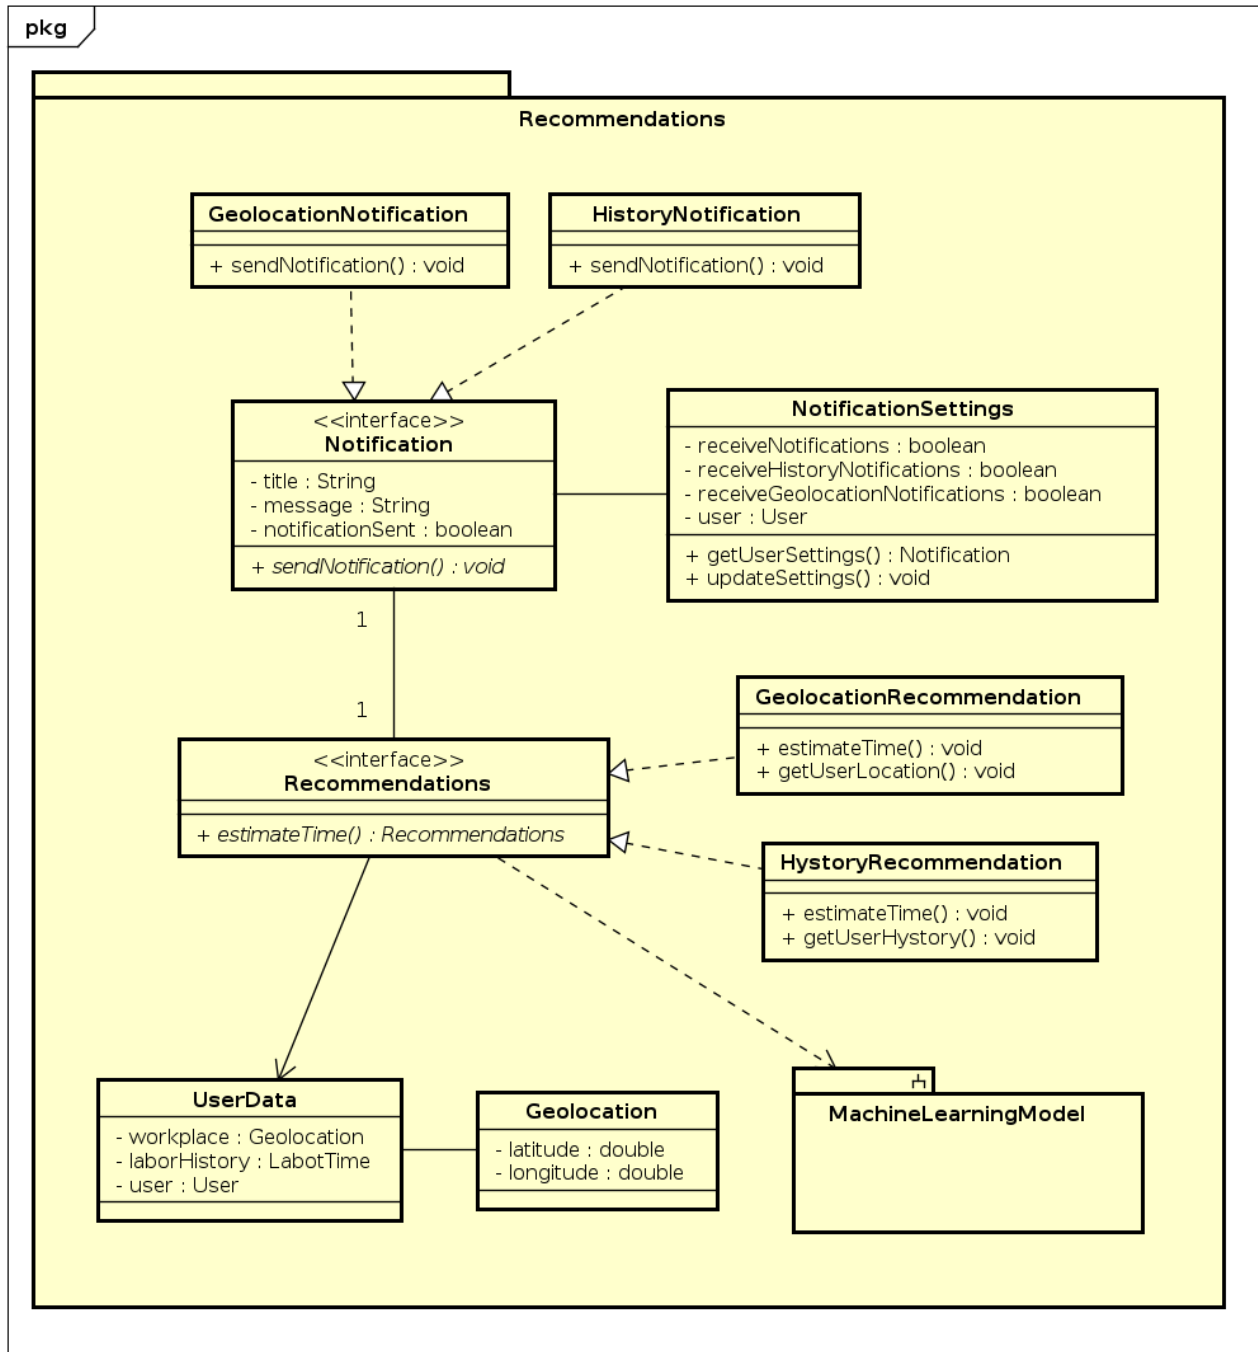 pkg
Recommendations
GeolocationNotification
+ sendNotification() : void
HistoryNotification
+ sendNotification() : void
<<interface>>
Notification
- title : String
- message : String
- notificationSent : boolean
+ sendNotification() : void
NotificationSettings
- receiveNotifications : boolean
- receiveHistoryNotifications : boolean
- receiveGeolocationNotifications : boolean
- user : User
+ getUserSettings() : Notification
+ updateSettings() : void
1
1
GeolocationRecommendation
+ estimateTime() : void
+ getUserLocation() : void
<<interface>>
Recommendations
+ estimateTime() : Recommendations
HystoryRecommendation
+ estimateTime() : void
+ getUserHystory() : void
UserData
- workplace : Geolocation
- laborHistory : LabotTime
- user : User
Geolocation
- latitude : double
- longitude : double
MachineLearningModel